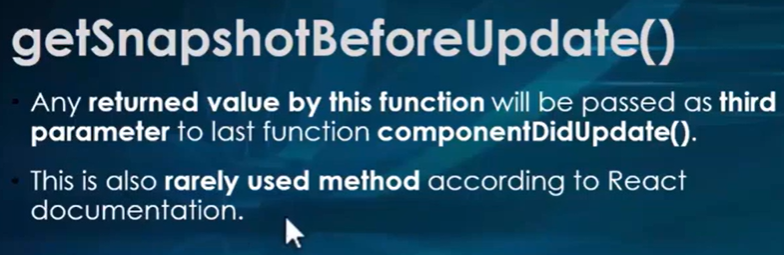 getSnapshotBeforeUpdate()
Any returned value by this function will be passed as third
parameter to last function componentDidUpdate().
This is also rarely used method according to React
documentation.